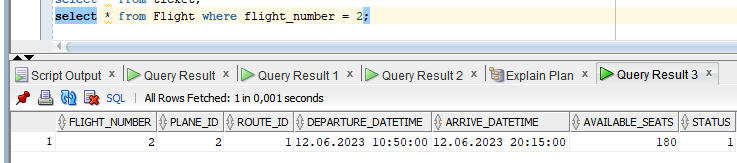 select * from ticket;
select * from Flight where flight_number = 2;
Script Output x Query Result x Query Result 1 x Query Result 2 x Explain Plan x Query Result 3 x
SQL | All Rows Fetched: 1 in 0,001 seconds
FLIGHT_NUMBER PLANE_ID ROUTE_ID DEPARTURE_DATETIME ARRIVE_DATETIME AVAILABLE_SEATS STATUS
1 2 2 1 12.06.2023 10:50:00 12.06.2023 20:15:00 180 1